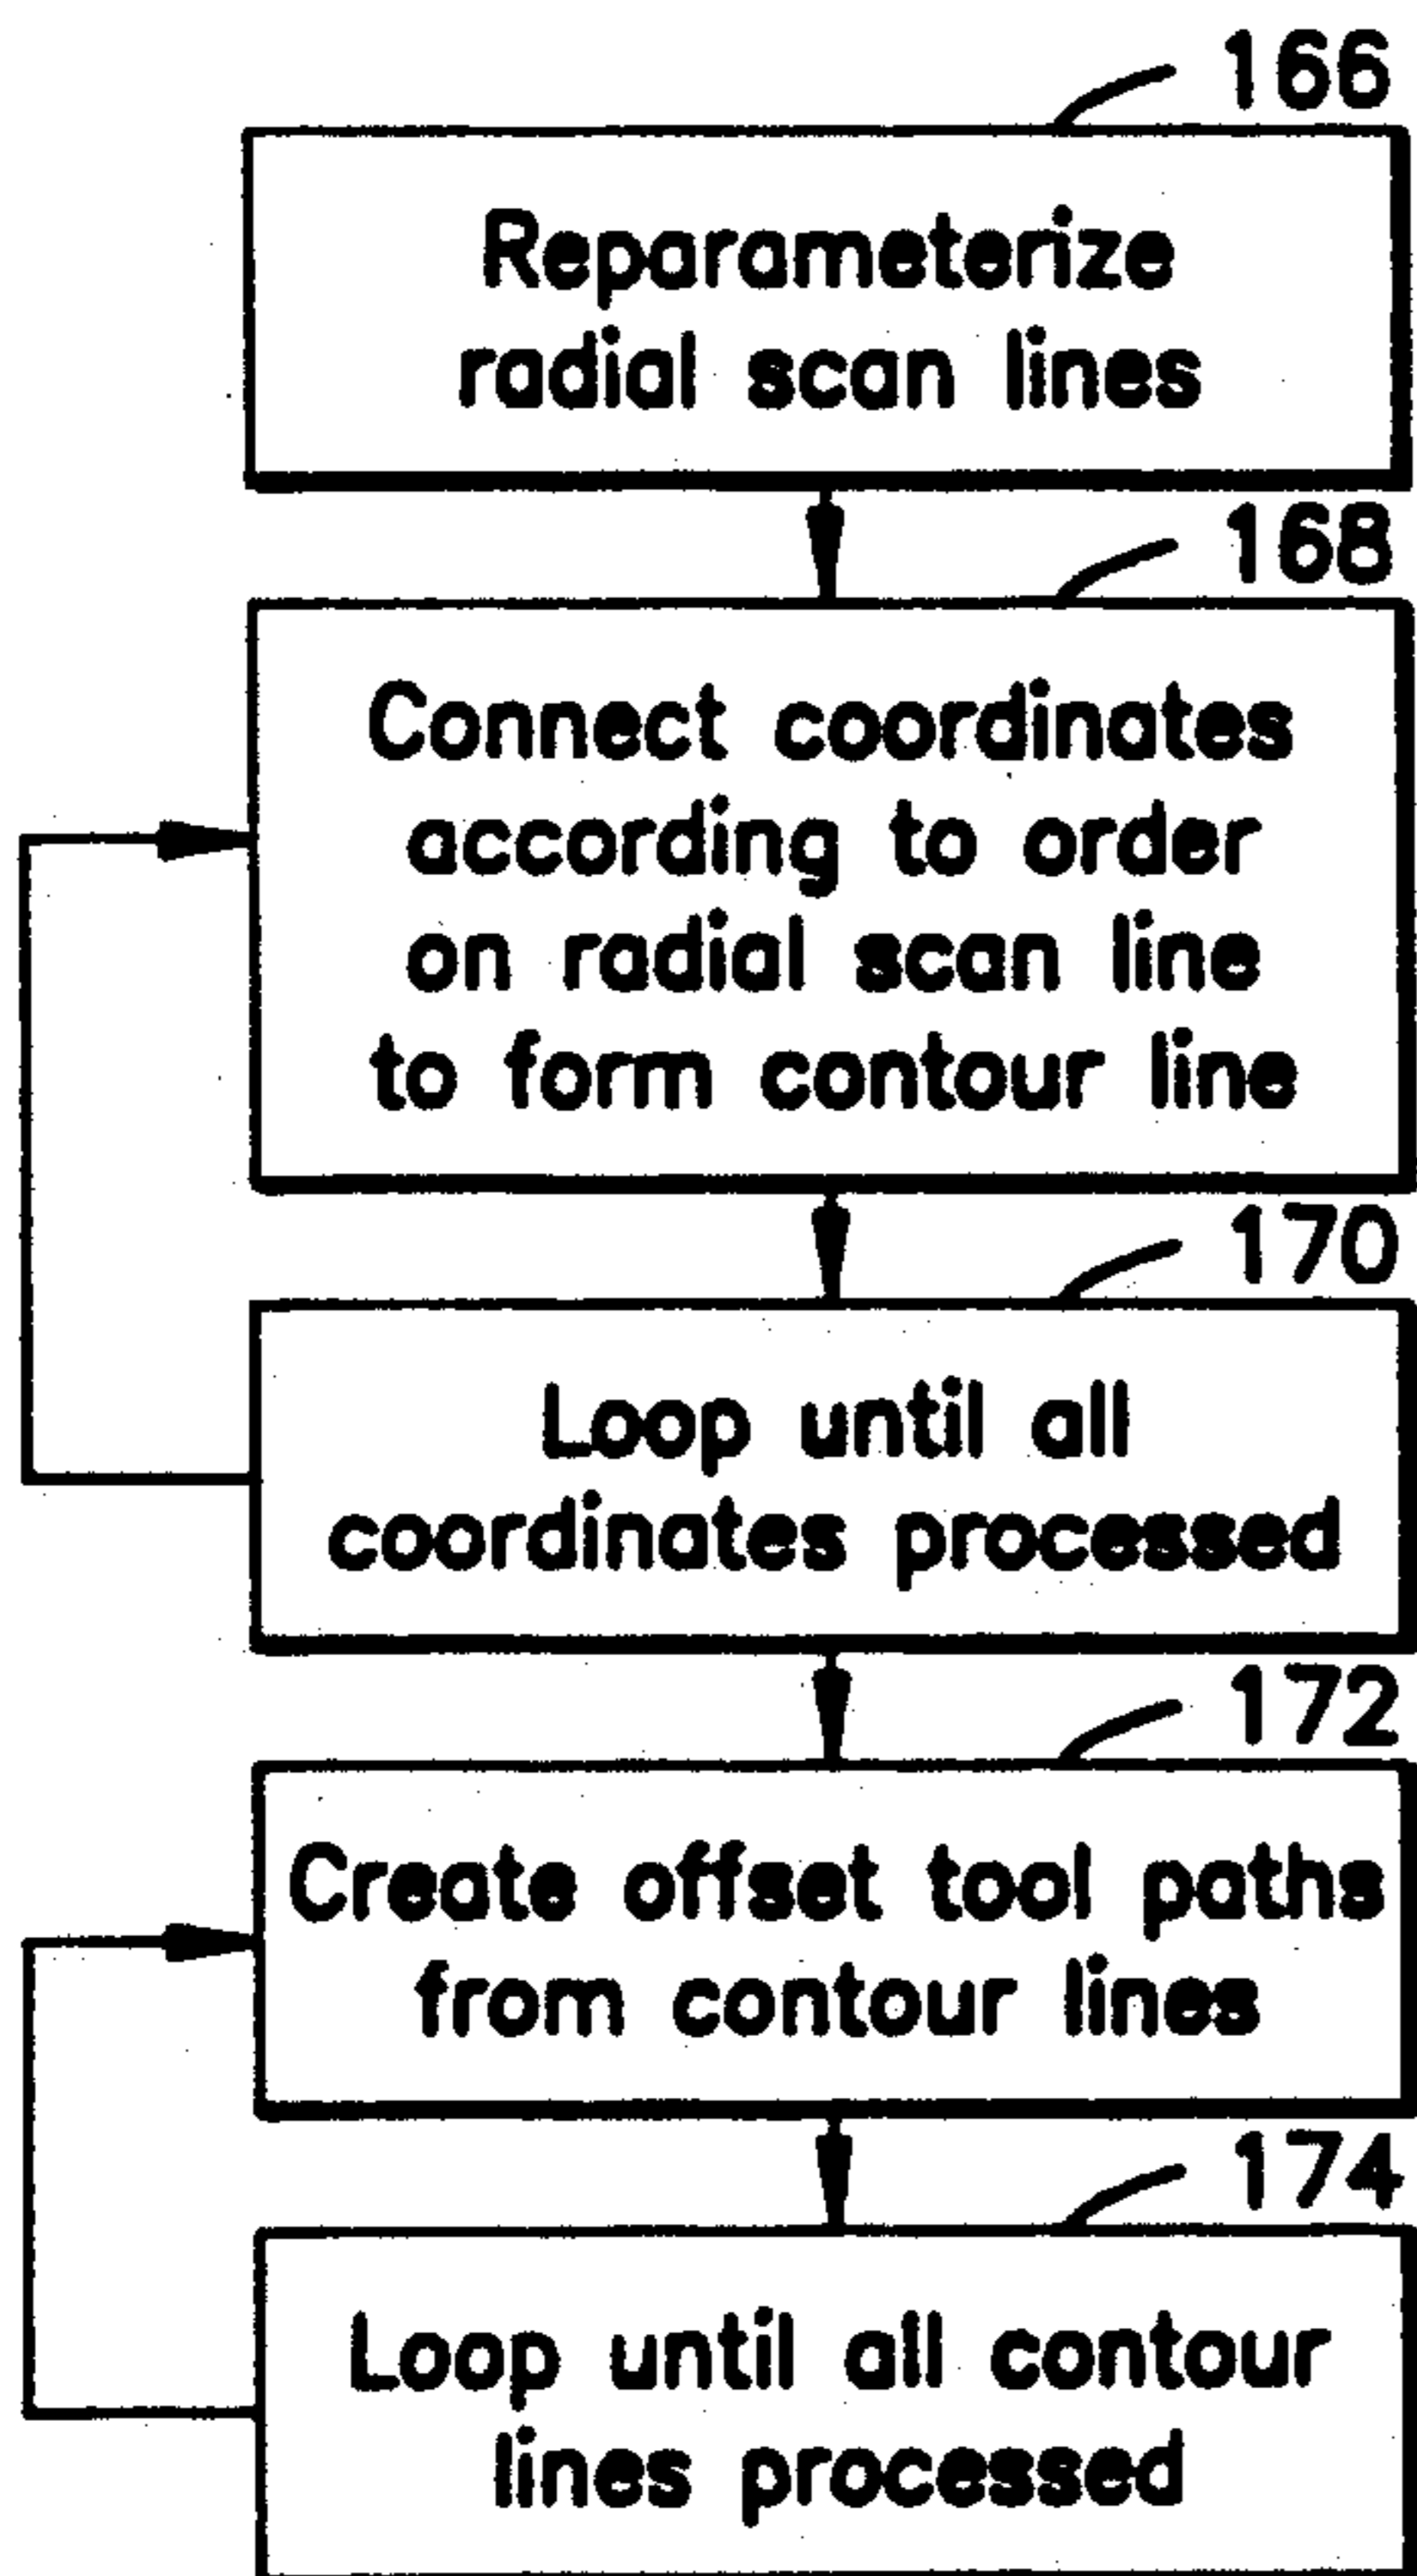 166
Reparameterize
radial scan lines
168
Connect coordinates
according to order
on radial scan line
to form contour line
170
Loop until all
coordinates processed
172
Create offset tool paths
from contour lines
174
Loop until all contour
lines processed